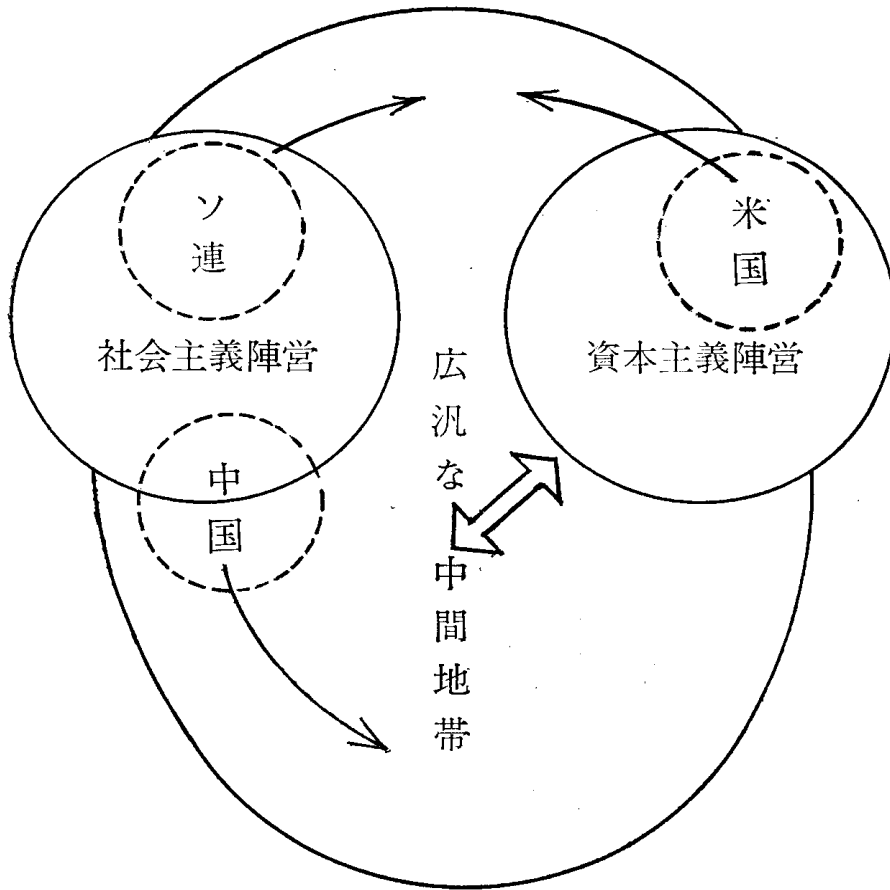 ソ連
米国
社会主義陣営
資本主義陣営
中国
広汎な中間地帯